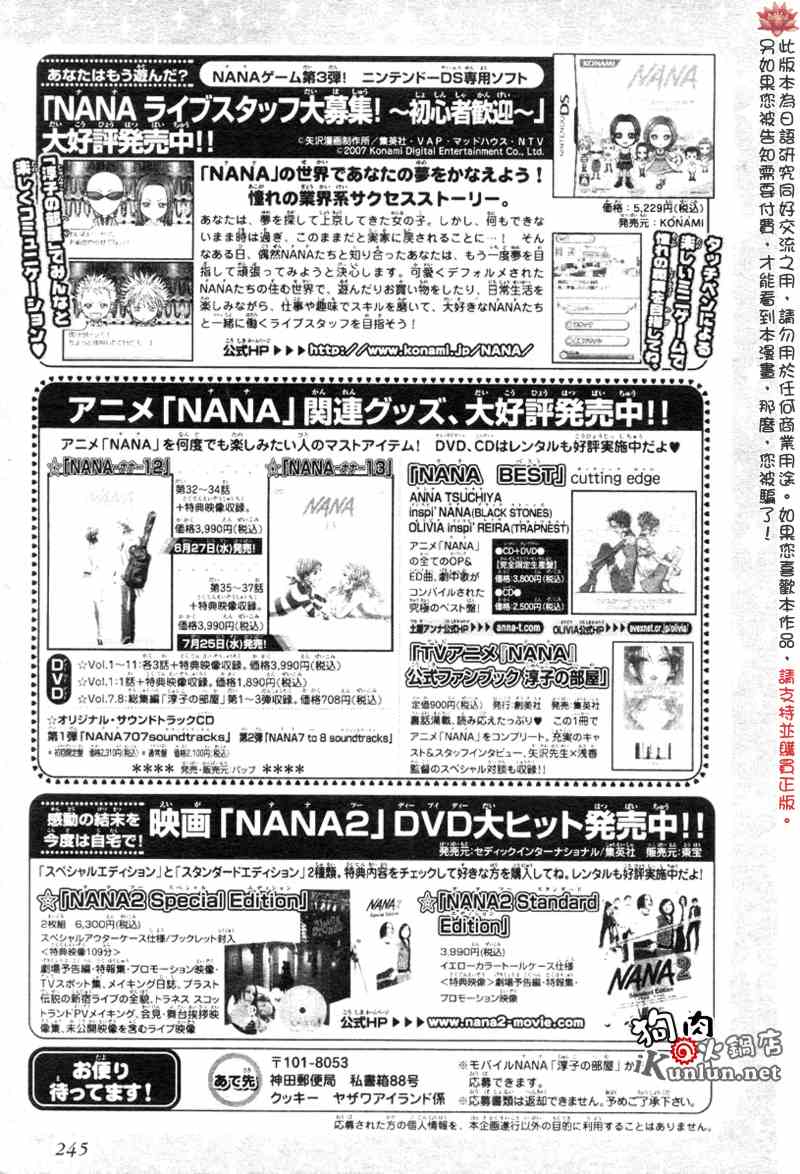 あなたはもう遊んだ?
NANAゲーム第3弾! ニンテンドーDS専用ソフト
「NANA ライブスタッフ大募集! 〜初心者歓迎〜」
大好評発売中!!
©矢沢漫画制作所/集英社・VAP・マッドハウス・NTV
©2007 Konami Digital Entertainment Co., Ltd.
KONAMI
NANA
NINTENDO DS
価格:5,229円(税込)
発売元:KONAMI
「淳子の部屋」でみんなと
楽しくコミュニケーション♥
「NANA」の世界であなたの夢をかなえよう!
憧れの業界系サクセスストーリー。
あなたは、夢を探して上京してきた女の子。しかし、何もできな
いまま時は過ぎ、このままだと実家に戻されることに…! そん
なある日、偶然NANAたちと知り合ったあなたは、もう一度夢を目
指して頑張ってみようと決心します。可愛くデフォルメされた
NANAたちの住む世界で、遊んだりお買い物をしたり、日常生活を
楽しみながら、仕事や趣味でスキルを磨いて、大好きなNANAたち
と一緒に働くライブスタッフを目指そう!
公式HP▶▶▶http://www.konami.jp/NANA/
タッチペンによる
楽しいミニゲームで
憧れの職業を目指してね。
アニメ「NANA」関連グッズ、大好評発売中!!
アニメ「NANA」を何度でも楽しみたい人のマストアイテム! DVD、CDはレンタルも好評実施中だよ♥
☆『NANA-ナナ-12』
第32〜34話
+特典映像収録。
価格3,990円(税込)
6月27日(水)発売!
☆『NANA-ナナ-13』
NANA
第35〜37話
+特典映像収録。
価格3,990円(税込)
7月25日(水)発売!
DVD
☆Vol.1〜11:各3話+特典映像収録。価格3,990円(税込)
☆Vol.1:1話+特典映像収録。価格1,890円(税込)
☆Vol.7.8:総集編「淳子の部屋」第1〜3弾収録。価格708円(税込)
☆オリジナル・サウンドトラックCD
第1弾「NANA707soundtracks」 第2弾「NANA7 to 8 soundtracks」
*初回限定盤 価格2,310円(税込) *通常盤 価格2,100円(税込)
**** 発売・販売元:バップ ****
『NANA BEST』cutting edge
ANNA TSUCHIYA
inspi' NANA(BLACK STONES)
OLIVIA inspi' REIRA(TRAPNEST)
アニメ「NANA」
の全てのOP&
ED曲、劇中歌が
コンパイルされた
究極のベスト盤!
●CD+DVD●
【完全限定生産盤】
価格 3,800円(税込)
●CD●
価格 2,500円(税込)
土屋アンナ公式HP▶▶▶anna-t.com
OLIVIA公式HP▶▶▶avexnet.or.jp/olivia/
『TVアニメ「NANA」
公式ファンブック「淳子の部屋」』
定価900円(税込) 発行:創美社 発売:集英社
裏話満載、読み応えたっぷり♥この1冊で
アニメ「NANA」をコンプリート。充実のキャ
スト&スタッフインタビュー、矢沢先生×浅香
監督のスペシャル対談も収録!!
感動の結末を
今度は自宅で!
映画「NANA2」DVD大ヒット発売中!!
発売元:セディックインターナショナル/集英社 販売元:東宝
「スペシャルエディション」と「スタンダードエディション」2種類。特典内容をチェックして好きな方を購入してね。レンタルも好評実施中だよ!
☆『NANA2 Special Edition』
2枚組 6,300円(税込)
スペシャルアウターケース仕様/ブックレット封入
<特典映像109分>
劇場予告編・特報集・プロモーション映像・
TVスポット集、メイキング日誌、ブラスト
伝説の新宿ライブの全貌、トラネス スコッ
トランドPVメイキング、会見・舞台挨拶映
像集、未公開映像を含むライブ映像
NANA2
☆『NANA2 Standard
Edition』
3,990円(税込)
イエローカラートールケース仕様
<特典映像>劇場予告編・特報集・
プロモーション映像
公式HP▶▶▶www.nana2-movie.com
NANA2
Standard Edition
お便り
待ってます!
あて先
〒101-8053
神田郵便局 私書箱88号
クッキー ヤザワアイランド係
※モバイルNANA「淳子の部屋」か
応募できます。
※応募書類は返却できません。予めご了承下さい。
応募された方の個人情報を、本企画遂行以外の目的に利用することはありません。
245
狗肉火鍋店
iKunlun.net
此版本為日語研究同好交流之用,請勿用於任何商業用途。如果您喜歡本作品,請支持並購買正版。
另如果您被告知需要付費,才能看到本漫畫,那麼,您被騙了!